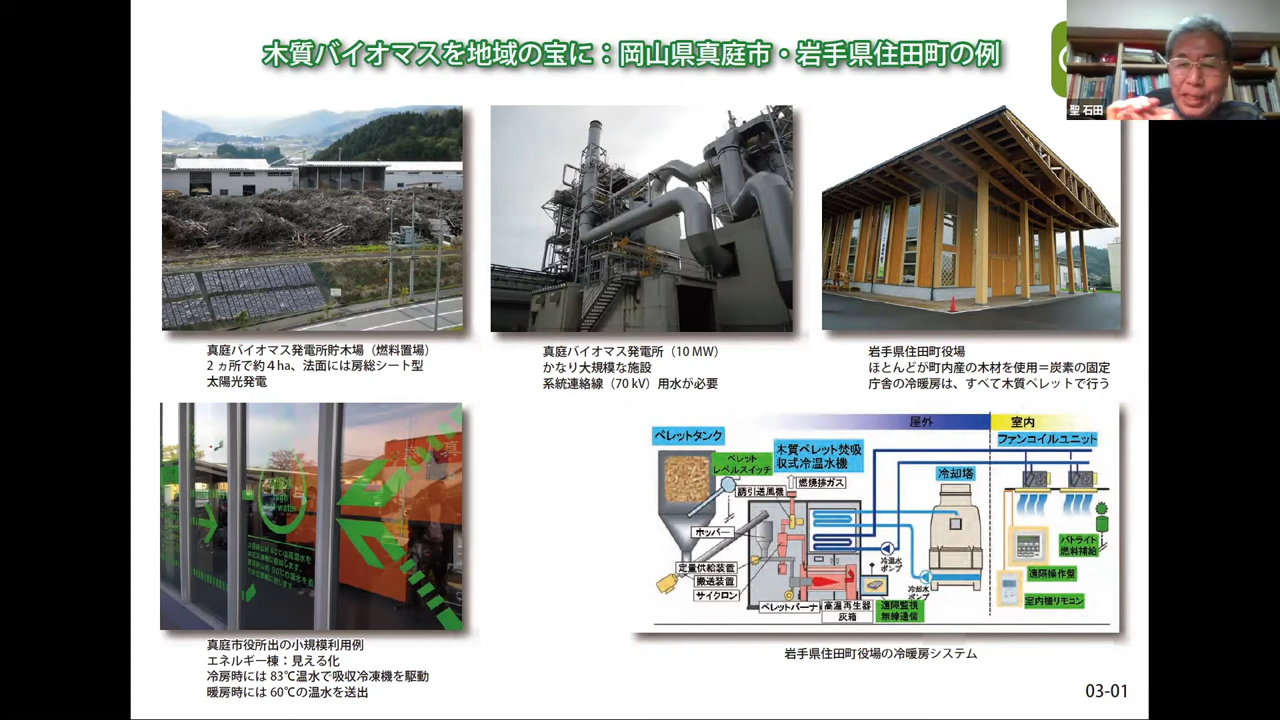 木質バイオマスを地域の宝に：岡山県真庭市・岩手県住田町の例
聖 石田
真庭バイオマス発電所貯木場（燃料置場）
2 ヵ所で約４ha、法面には房総シート型
太陽光発電
真庭バイオマス発電所（10 MW）
かなり大規模な施設
系統連絡線（70 kV）用水が必要
岩手県住田町役場
ほとんどが町内産の木材を使用＝炭素の固定
庁舎の冷暖房は、すべて木質ペレットで行う
真庭市役所出の小規模利用例
エネルギー棟：見える化
冷房時には 83℃温水で吸収冷凍機を駆動
暖房時には 60℃の温水を送出
屋外
室内
ペレットタンク
ペレット
レベルスイッチ
木質ペレット焚吸
収式冷温水機
ファンコイルユニット
冷却塔
誘引送風機
燃焼排ガス
ホッパー
定量供給装置
搬送装置
サイクロン
ペレットバーナ
高温再生器
灰箱
冷温水
ポンプ
冷却水
ポンプ
遠隔監視
無線通信
パトライト
燃料補給
遠隔操作盤
室内機リモコン
岩手県住田町役場の冷暖房システム
03-01